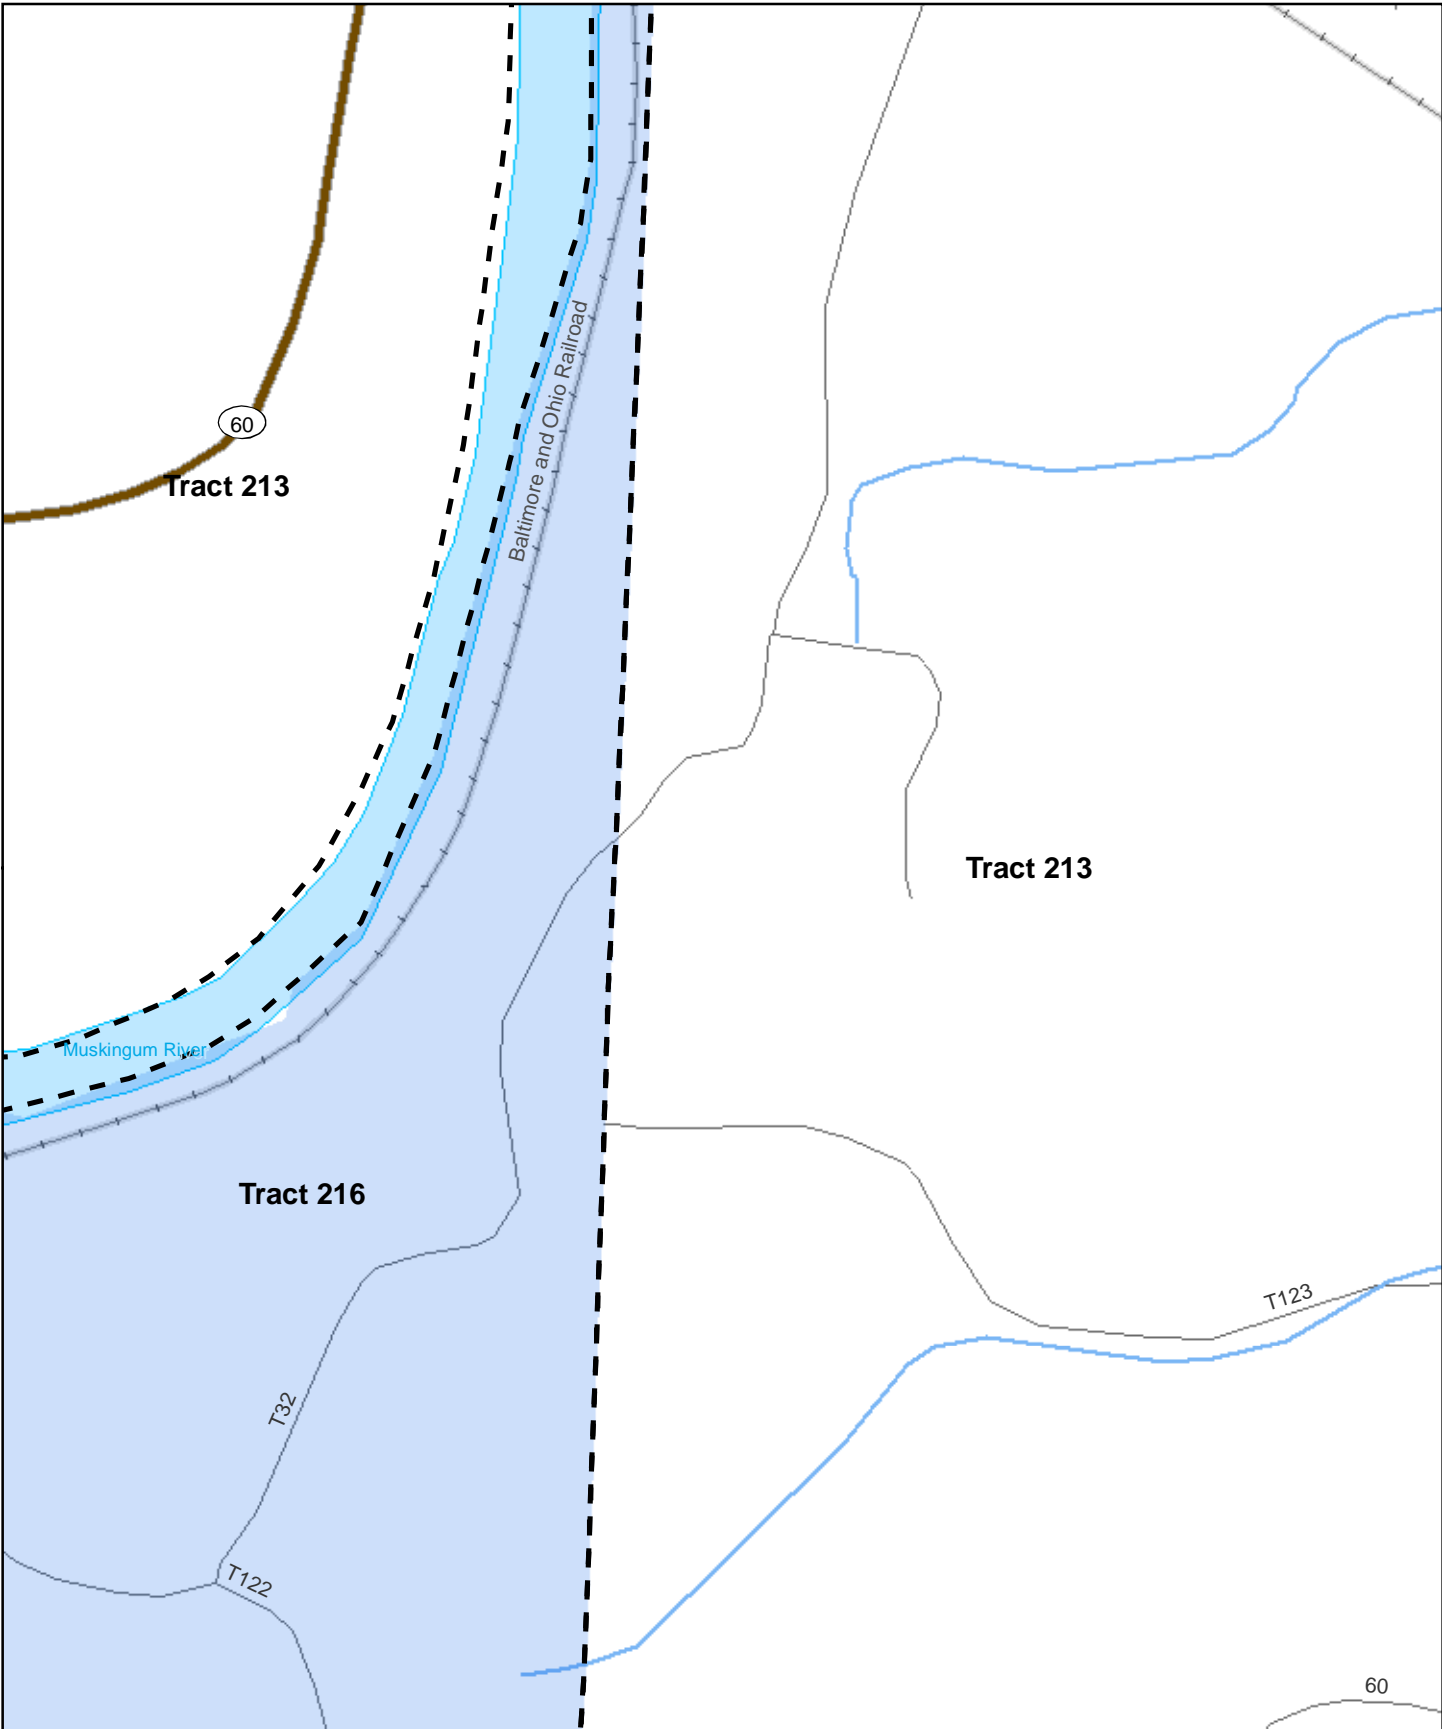 60
Tract 213
Baltimore and Ohio Railroad
Tract 213
Muskingum River
Tract 216
T123
T32
T122
60